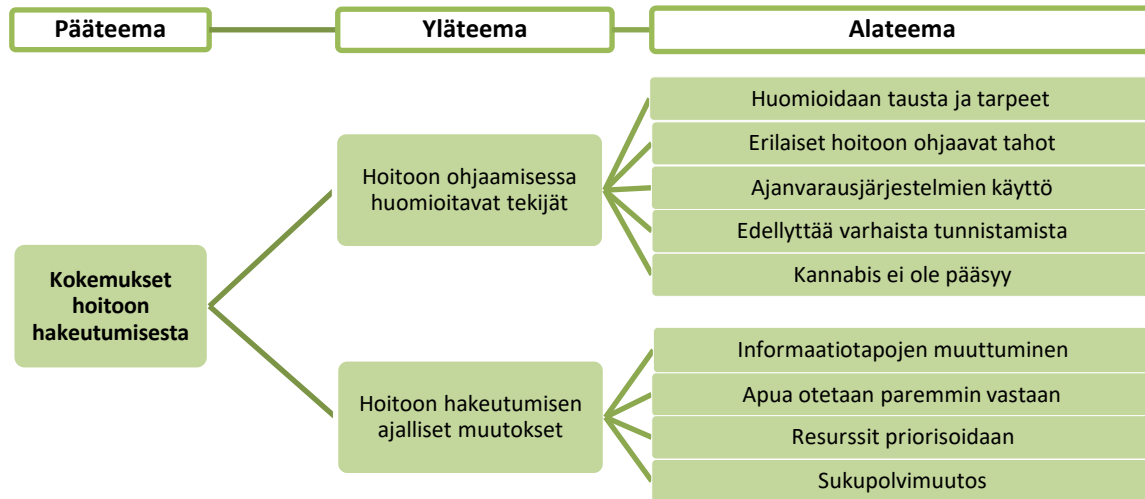 Pääteema
Yläteema
Alateema
Kokemukset
hoitoon
hakeutumisesta
Hoitoon ohjaamisessa
huomioitavat tekijät
Huomioidaan tausta ja tarpeet
Erilaiset hoitoon ohjaavat tahot
Ajanvarausjärjestelmien käyttö
Edellyttää varhaista tunnistamista
Kannabis ei ole pääsyy
Hoitoon hakeutumisen
ajalliset muutokset
Informaatiotapojen muuttuminen
Apua otetaan paremmin vastaan
Resurssit priorisoidaan
Sukupolvimuutos